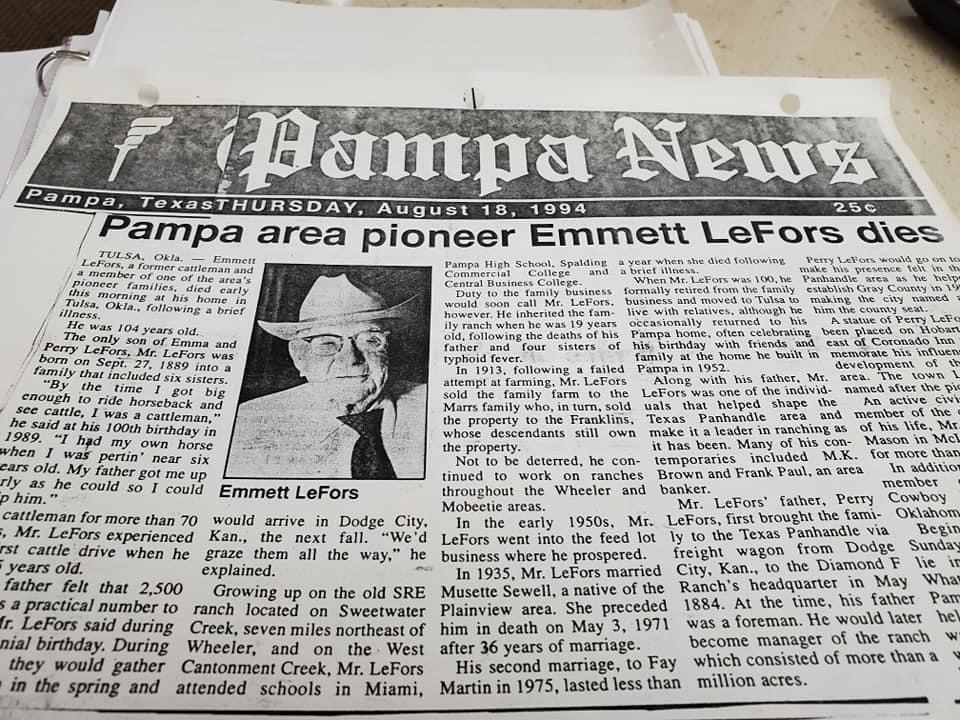 Pampa News
Pampa, Texas THURSDAY, August 18, 1994 25¢
Pampa area pioneer Emmett LeFors dies
TULSA, Okla. — Emmett
LeFors, a former cattleman and
a member of one of the area's
pioneer families, died early
this morning at his home in
Tulsa, Okla., following a brief
illness.
He was 104 years old.
The only son of Emma and
Perry LeFors, Mr. LeFors was
born on Sept. 27, 1889 into a
family that included six sisters.
"By the time I got big
enough to ride horseback and
see cattle, I was a cattleman,"
he said at his 100th birthday in
1989. "I had my own horse
when I was pertin' near six
ears old. My father got me up
rly as he could so I could
p him."
cattleman for more than 70
s, Mr. LeFors experienced
rst cattle drive when he
years old.
father felt that 2,500
s a practical number to
Mr. LeFors said during
nial birthday. During
they would gather
in the spring and
Emmett LeFors
would arrive in Dodge City,
Kan., the next fall. "We'd
graze them all the way," he
explained.
Growing up on the old SRE
ranch located on Sweetwater
Creek, seven miles northeast of
Wheeler, and on the West
Cantonment Creek, Mr. LeFors
attended schools in Miami,
Pampa High School, Spalding
Commercial College and
Central Business College.
Duty to the family business
would soon call Mr. LeFors,
however. He inherited the fam-
ily ranch when he was 19 years
old, following the deaths of his
father and four sisters of
typhoid fever.
In 1913, following a failed
attempt at farming, Mr. LeFors
sold the family farm to the
Marrs family who, in turn, sold
the property to the Franklins,
whose descendants still own
the property.
Not to be deterred, he con-
tinued to work on ranches
throughout the Wheeler and
Mobeetie areas.
In the early 1950s, Mr.
LeFors went into the feed lot
business where he prospered.
In 1935, Mr. LeFors married
Musette Sewell, a native of the
Plainview area. She preceded
him in death on May 3, 1971
after 36 years of marriage.
His second marriage, to Fay
Martin in 1975, lasted less than
a year when she died following
a brief illness.
When Mr. LeFors was 100, he
formally retired from the family
business and moved to Tulsa to
live with relatives, although he
occasionally returned to his
Pampa home, often celebrating
his birthday with friends and
family at the home he built in
Pampa in 1952.
Along with his father, Mr.
LeFors was one of the individ-
uals that helped shape the
Texas Panhandle area and
make it a leader in ranching as
it has been. Many of his con-
temporaries included M.K.
Brown and Frank Paul, an area
banker.
Mr. LeFors' father, Perry
LeFors, first brought the fami-
ly to the Texas Panhandle via
freight wagon from Dodge
City, Kan., to the Diamond F
Ranch's headquarter in May
1884. At the time, his father
was a foreman. He would later
become manager of the ranch
which consisted of more than a
million acres.
Perry LeFors would go on to
make his presence felt in the
Panhandle area as he helped
establish Gray County in 19
making the city named
him the county seat.
A statue of Perry LeFo
been placed on Hobart
east of Coronado Inn
memorate his influen
development of th
area. The town L
named after the pi
An active civi
member of the
of his life, Mr.
Mason in McL
for more than
In addition
member
Cowboy
Oklahom
Begin
Sunday
lie in
What
Pam
hel